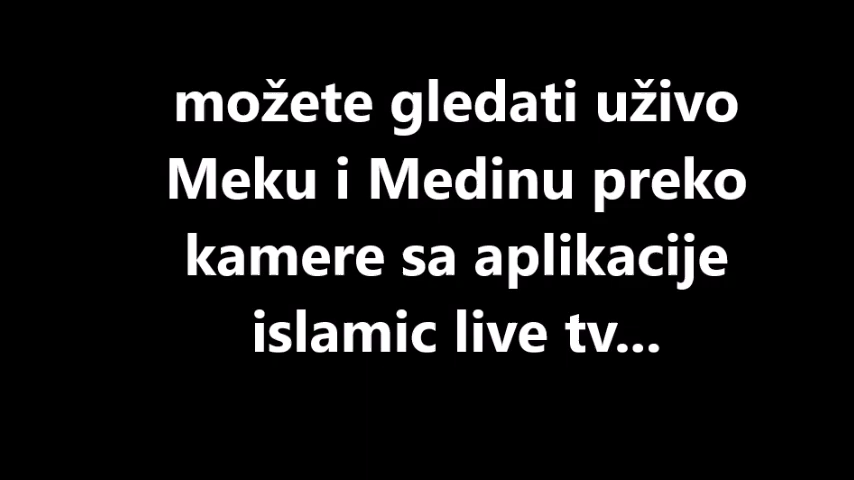 možete gledati uživo
Meku i Medinu preko
kamere sa aplikacije
islamic live tv...